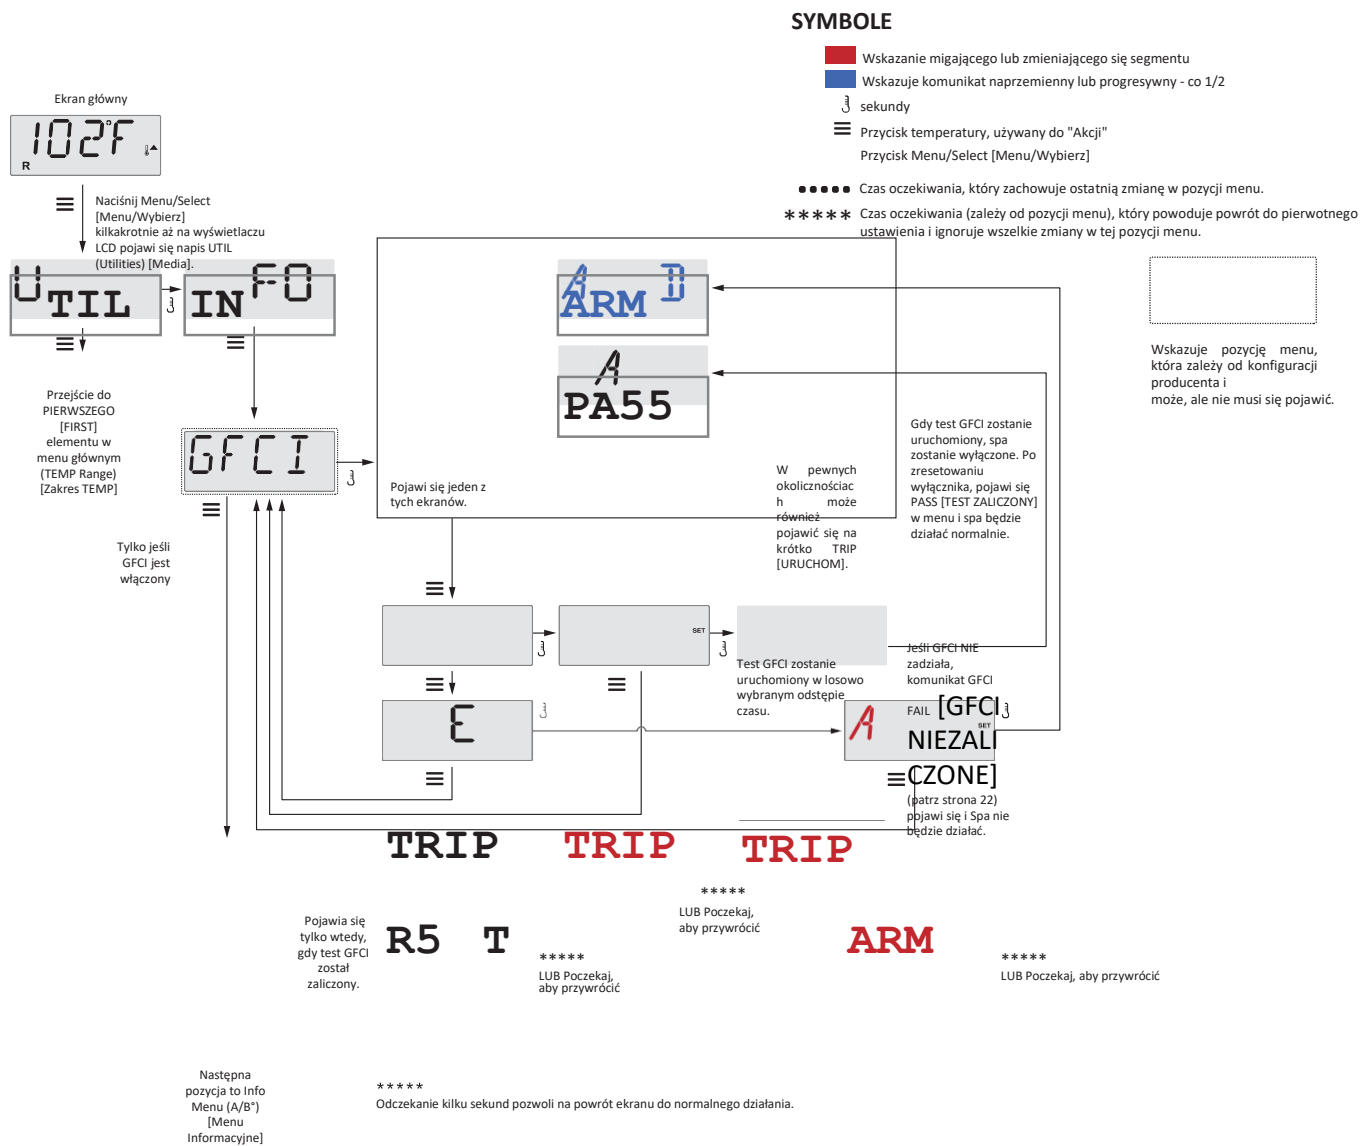 SYMBOLE
Wskazanie migającego lub zmieniającego się segmentu
Wskazuje komunikat naprzemienny lub progresywny - co 1/2
sekundy
Przycisk temperatury, używany do "Akcji"
Przycisk Menu/Select [Menu/Wybierz]
••••• Czas oczekiwania, który zachowuje ostatnią zmianę w pozycji menu.
***** Czas oczekiwania (zależy od pozycji menu), który powoduje powrót do pierwotnego
ustawienia i ignoruje wszelkie zmiany w tej pozycji menu.
Wskazuje pozycję menu,
która zależy od konfiguracji
producenta i
może, ale nie musi się pojawić.
Ekran główny
102°F
R
Naciśnij Menu/Select
[Menu/Wybierz]
kilkakrotnie aż na wyświetlaczu
LCD pojawi się napis UTIL
(Utilities) [Media].
UTIL
INFO
Przejście do
PIERWSZEGO
[FIRST]
elementu w
menu głównym
(TEMP Range)
[Zakres TEMP]
GFCI
Tylko jeśli
GFCI jest
włączony
A D
ARM
A
PA55
Pojawi się jeden z
tych ekranów.
W pewnych
okolicznościac
h może
również
pojawić się na
krótko TRIP
[URUCHOM].
Gdy test GFCI zostanie
uruchomiony, spa
zostanie wyłączone. Po
zresetowaniu
wyłącznika, pojawi się
PASS [TEST ZALICZONY]
w menu i spa będzie
działać normalnie.
SET
Test GFCI zostanie
uruchomiony w losowo
wybranym odstępie
czasu.
Jeśli GFCI NIE
zadziała,
komunikat GFCI
FAIL [GFCI
NIEZALI
CZONE]
(patrz strona 22)
pojawi się i Spa nie
będzie działać.
E
A
SET
TRIP
TRIP
TRIP
*****
LUB Poczekaj,
aby przywrócić
Pojawia się
tylko wtedy,
gdy test GFCI
został
zaliczony.
R5 T
*****
LUB Poczekaj,
aby przywrócić
ARM
*****
LUB Poczekaj, aby przywrócić
Następna
pozycja to Info
Menu (A/B°)
[Menu
Informacyjne]
*****
Odczekanie kilku sekund pozwoli na powrót ekranu do normalnego działania.